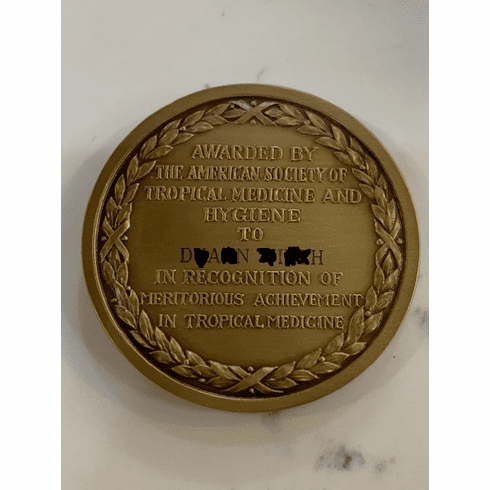 AWARDED BY
THE AMERICAN SOCIETY OF
TROPICAL MEDICINE AND
HYGIENE
TO
IN RECOGNITION OF
MERITORIOUS ACHIEVEMENT
IN TROPICAL MEDICINE